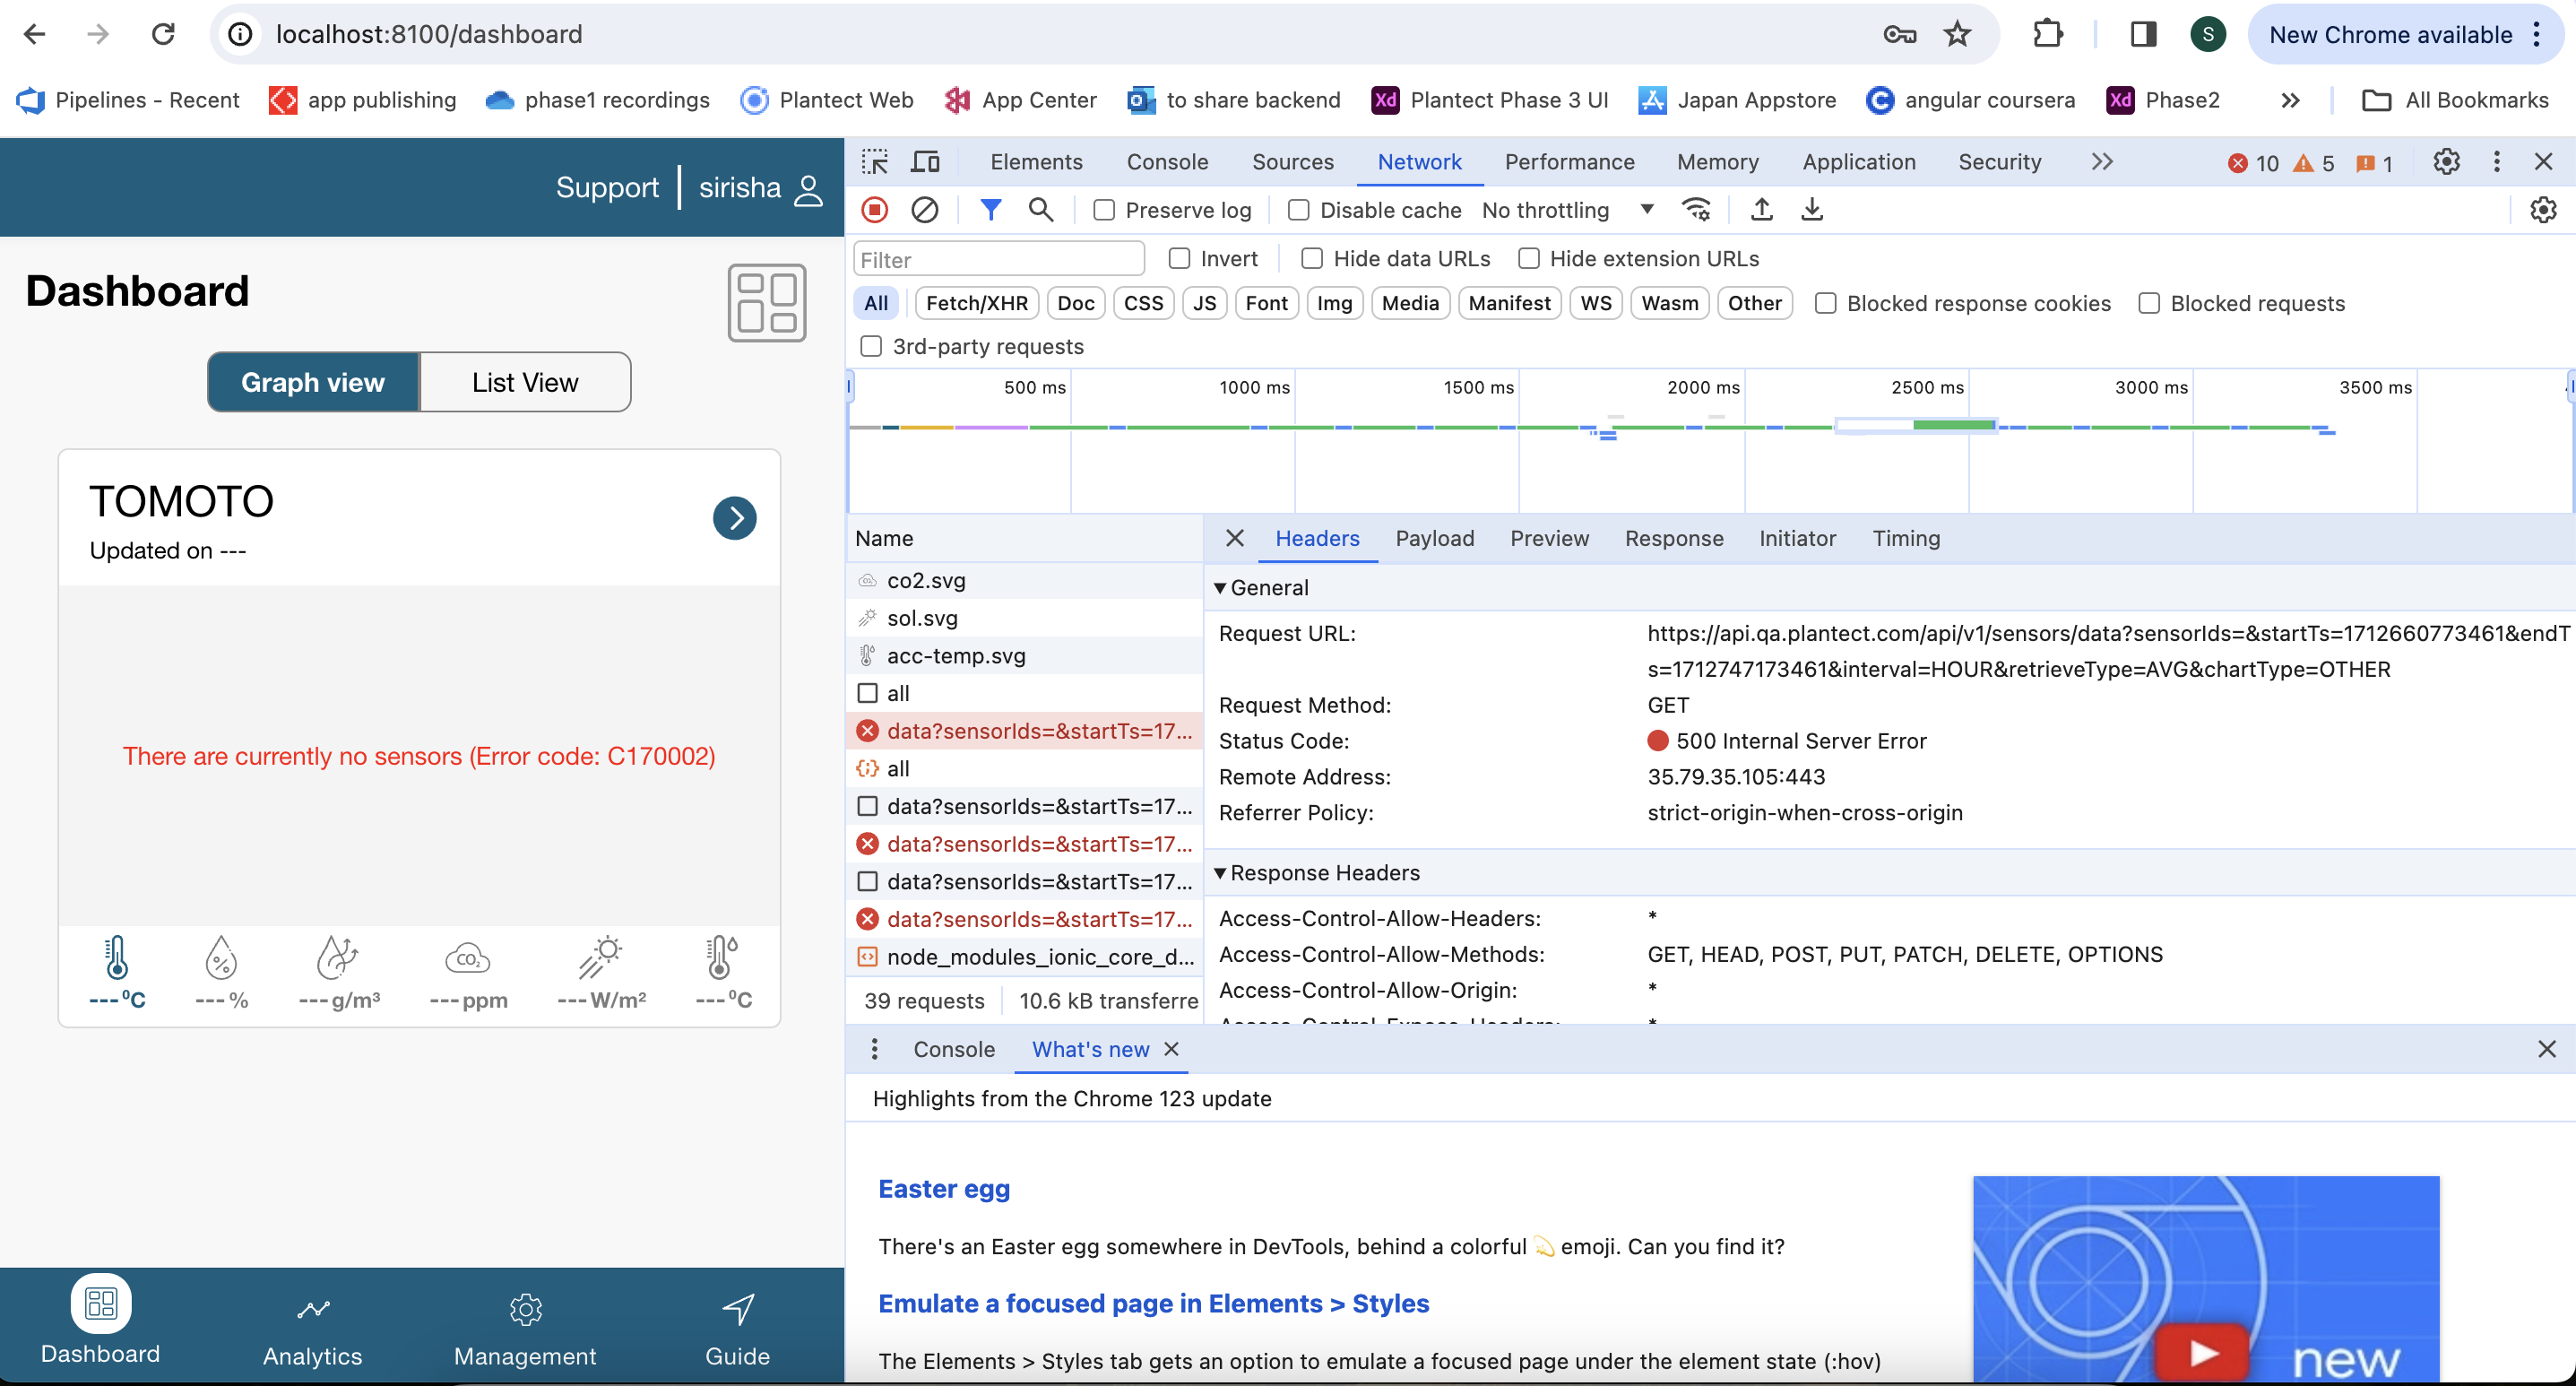 localhost:8100/dashboard
S
New Chrome available
Pipelines - Recent
app publishing
phase1 recordings
Plantect Web
App Center
to share backend
Xd
Plantect Phase 3 UI
Japan Appstore
angular coursera
Xd
Phase2
All Bookmarks
Support
sirisha
Dashboard
Graph view
List View
TOMOTO
Updated on ---
There are currently no sensors (Error code: C170002)
CO₂
---⁰C
---%
---g/m³
---ppm
---W/m²
---⁰C
Dashboard
Analytics
Management
Guide
Elements
Console
Sources
Network
Performance
Memory
Application
Security
10
5
1
Preserve log
Disable cache
No throttling
Filter
Invert
Hide data URLs
Hide extension URLs
All
Fetch/XHR
Doc
CSS
JS
Font
Img
Media
Manifest
WS
Wasm
Other
Blocked response cookies
Blocked requests
3rd-party requests
500 ms
1000 ms
1500 ms
2000 ms
2500 ms
3000 ms
3500 ms
Name
co2.svg
sol.svg
acc-temp.svg
all
data?sensorIds=&startTs=17...
all
data?sensorIds=&startTs=17...
data?sensorIds=&startTs=17...
data?sensorIds=&startTs=17...
data?sensorIds=&startTs=17...
node_modules_ionic_core_d...
39 requests
10.6 kB transferre
Headers
Payload
Preview
Response
Initiator
Timing
General
Request URL:
https://api.qa.plantect.com/api/v1/sensors/data?sensorIds=&startTs=1712660773461&endT
s=1712747173461&interval=HOUR&retrieveType=AVG&chartType=OTHER
Request Method:
GET
Status Code:
500 Internal Server Error
Remote Address:
35.79.35.105:443
Referrer Policy:
strict-origin-when-cross-origin
Response Headers
Access-Control-Allow-Headers:
*
Access-Control-Allow-Methods:
GET, HEAD, POST, PUT, PATCH, DELETE, OPTIONS
Access-Control-Allow-Origin:
*
Console
What's new
Highlights from the Chrome 123 update
Easter egg
There's an Easter egg somewhere in DevTools, behind a colorful 💫 emoji. Can you find it?
Emulate a focused page in Elements > Styles
The Elements > Styles tab gets an option to emulate a focused page under the element state (:hov)
new